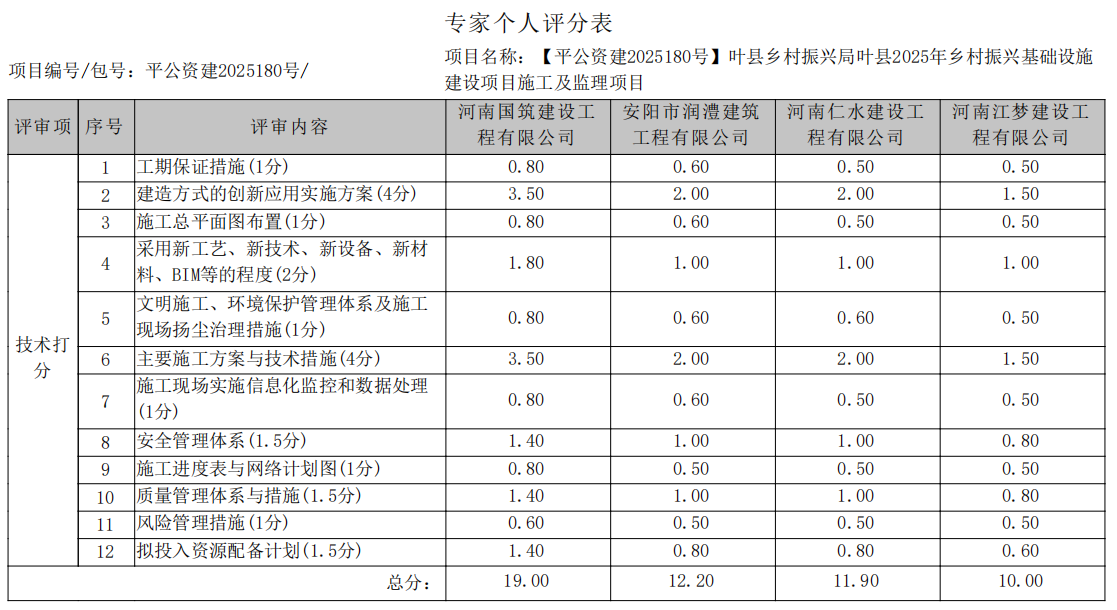 专家个人评分表
项目编号/包号：平公资建2025180号/
项目名称：【平公资建2025180号】叶县乡村振兴局叶县2025年乡村振兴基础设施
建设项目施工及监理项目
评审项 序号 评审内容 河南国筑建设工程有限公司 安阳市润澧建筑工程有限公司 河南仁水建设工程有限公司 河南江梦建设工程有限公司
技术打分
1 工期保证措施(1分) 0.80 0.60 0.50 0.50
2 建造方式的创新应用实施方案(4分) 3.50 2.00 2.00 1.50
3 施工总平面图布置(1分) 0.80 0.60 0.50 0.50
4 采用新工艺、新技术、新设备、新材料、BIM等的程度(2分) 1.80 1.00 1.00 1.00
5 文明施工、环境保护管理体系及施工现场扬尘治理措施(1分) 0.80 0.60 0.60 0.50
6 主要施工方案与技术措施(4分) 3.50 2.00 2.00 1.50
7 施工现场实施信息化监控和数据处理(1分) 0.80 0.60 0.50 0.50
8 安全管理体系(1.5分) 1.40 1.00 1.00 0.80
9 施工进度表与网络计划图(1分) 0.80 0.50 0.50 0.50
10 质量管理体系与措施(1.5分) 1.40 1.00 1.00 0.80
11 风险管理措施(1分) 0.60 0.50 0.50 0.50
12 拟投入资源配备计划(1.5分) 1.40 0.80 0.80 0.60
总分： 19.00 12.20 11.90 10.00